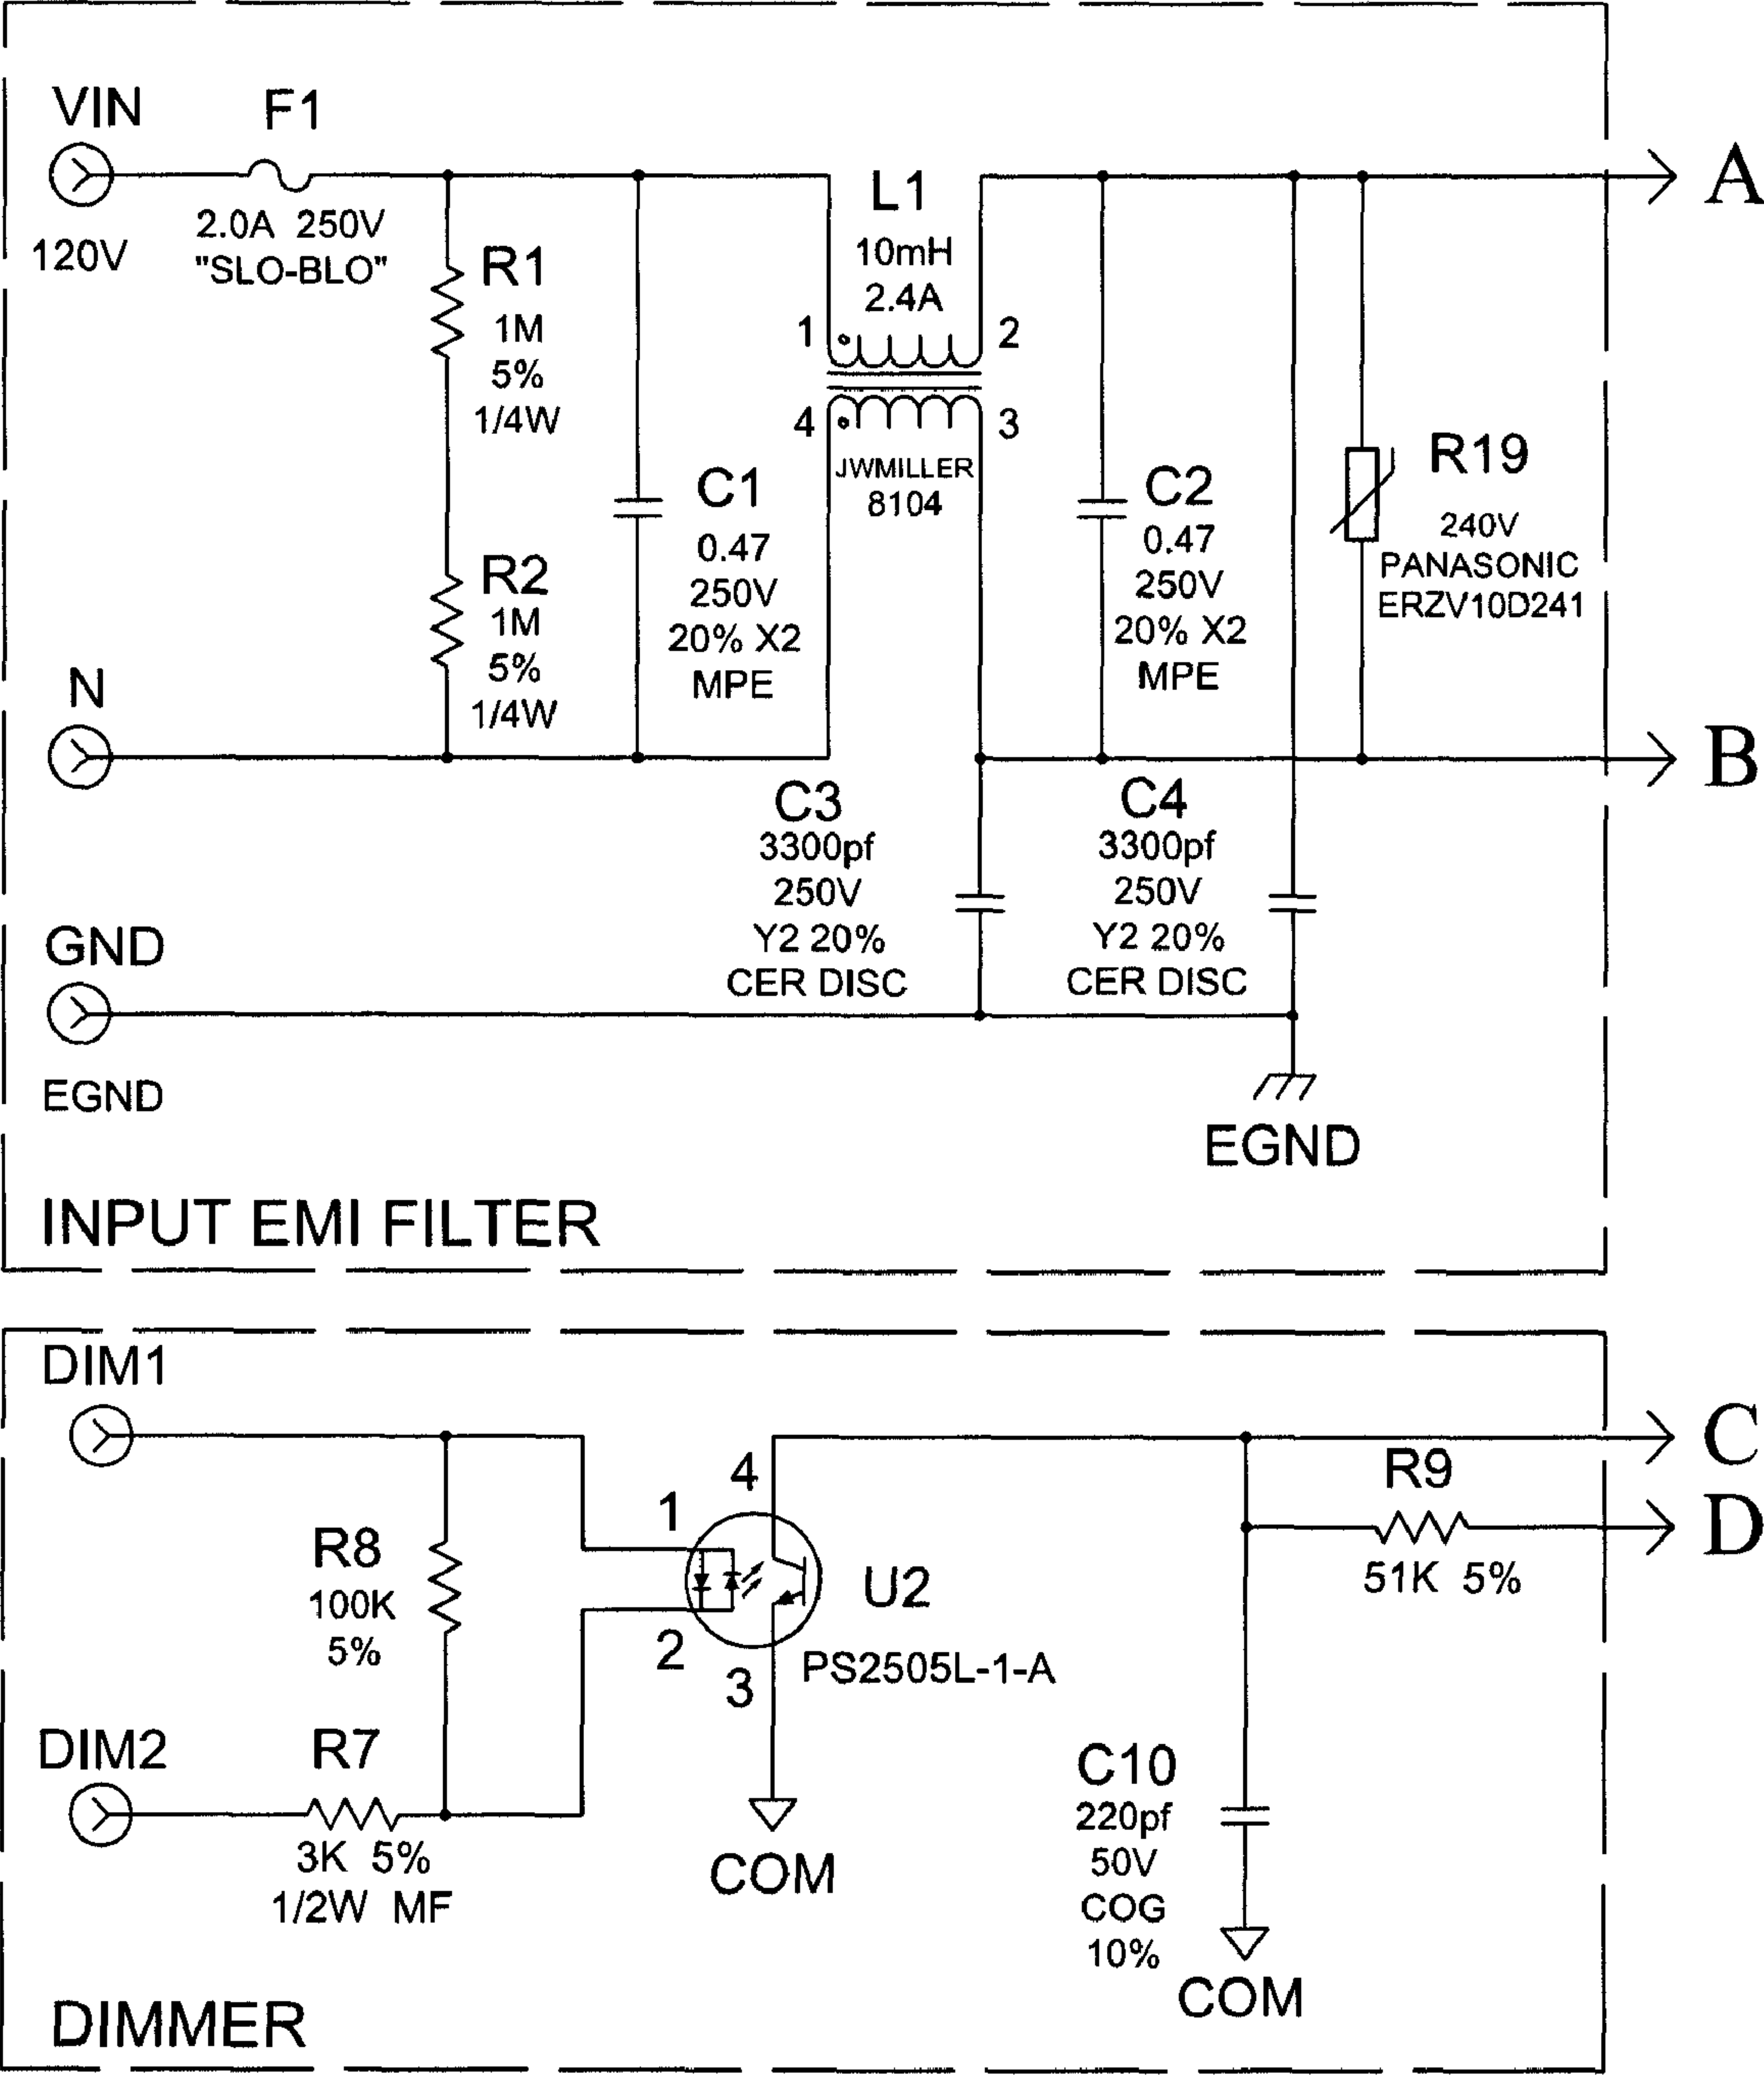 VIN
F1
120V
2.0A 250V
"SLO-BLO"
R1
1M
5%
1/4W
R2
1M
5%
1/4W
C1
0.47
250V
20% X2
MPE
L1
10mH
2.4A
1
2
4
3
JWMILLER
8104
C2
0.47
250V
20% X2
MPE
R19
240V
PANASONIC
ERZV10D241
A
N
B
C3
3300pf
250V
Y2 20%
CER DISC
C4
3300pf
250V
Y2 20%
CER DISC
GND
EGND
EGND
INPUT EMI FILTER
DIM1
C
R9
51K 5%
D
4
1
R8
100K
5%
U2
2
3
PS2505L-1-A
DIM2
R7
3K 5%
1/2W MF
COM
C10
220pf
50V
COG
10%
COM
DIMMER